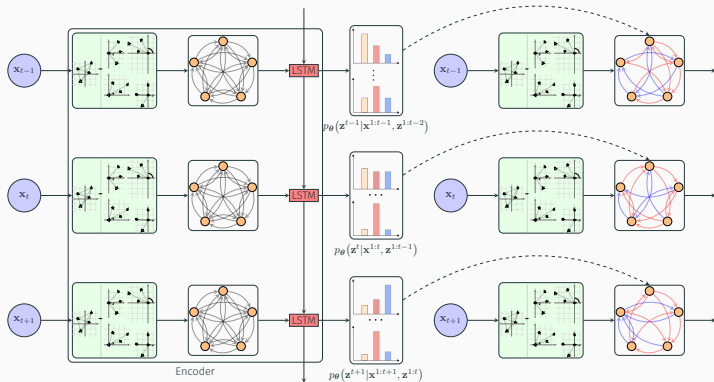 x_{t-1} LSTM x_{t-1}
p_θ(z^{t-1}|x^{1:t-1}, z^{1:t-2})
x_t LSTM x_t
p_θ(z^t|x^{1:t}, z^{1:t-1})
x_{t+1} LSTM x_{t+1}
Encoder
p_θ(z^{t+1}|x^{1:t+1}, z^{1:t})